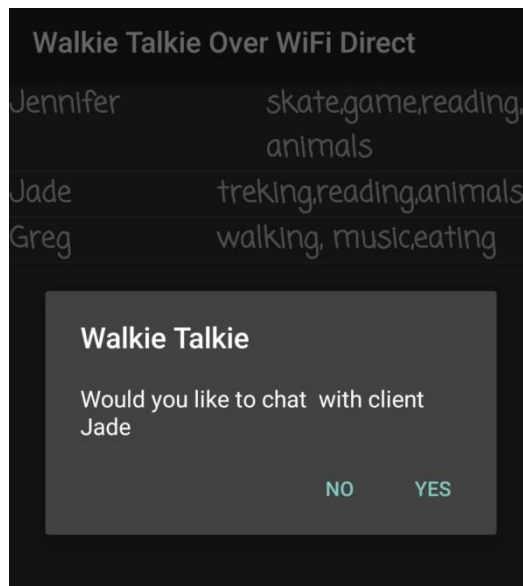 Walkie Talkie Over WiFi Direct
Jennifer skate,game,reading,
animals
Jade treking,reading,animals
Greg walking, music,eating
Walkie Talkie
Would you like to chat  with client
Jade
NO YES